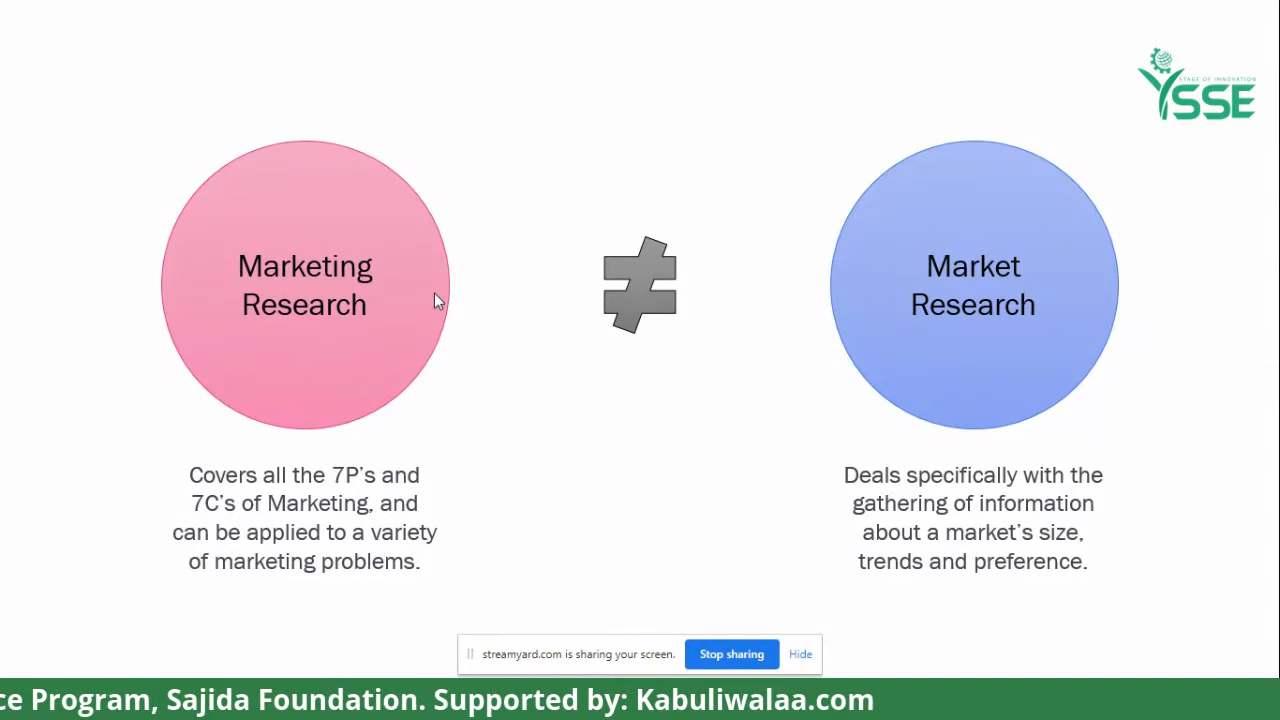 STAGE OF INNOVATION
YSSE
Marketing
Research
≠
Market
Research
Covers all the 7P's and
7C's of Marketing, and
can be applied to a variety
of marketing problems.
Deals specifically with the
gathering of information
about a market's size,
trends and preference.
streamyard.com is sharing your screen. Stop sharing Hide
ce Program, Sajida Foundation. Supported by: Kabuliwalaa.com